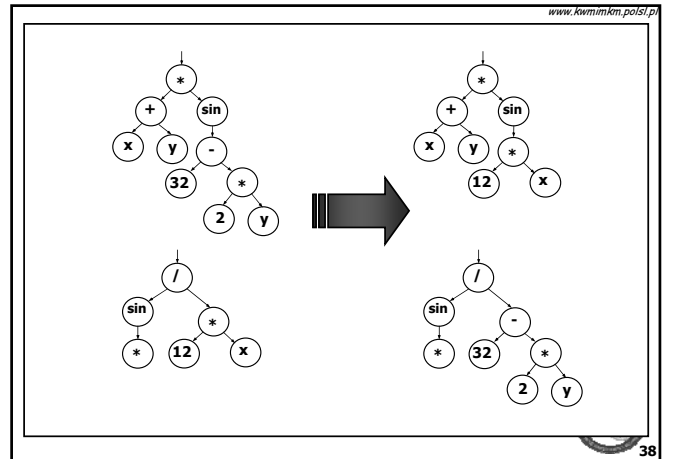 www.kwmimkm.polsl.pl
* *
+ sin + sin
x y - x y *
32 * 12 x
2 y
/ /
sin * sin -
* 12 x * 32 *
2 y
38